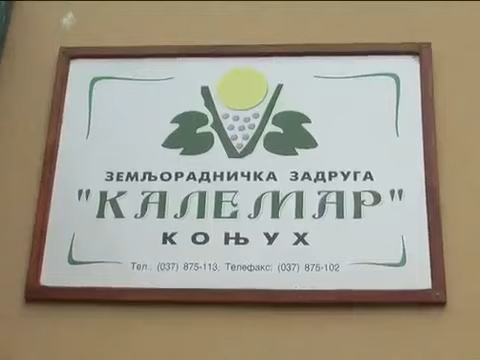 ЗЕМЉОРАДНИЧКА ЗАДРУГА
"КАЛЕМАР"
КОЊУХ
Тел.: (037) 875-113, Телефакс: (037) 875-102